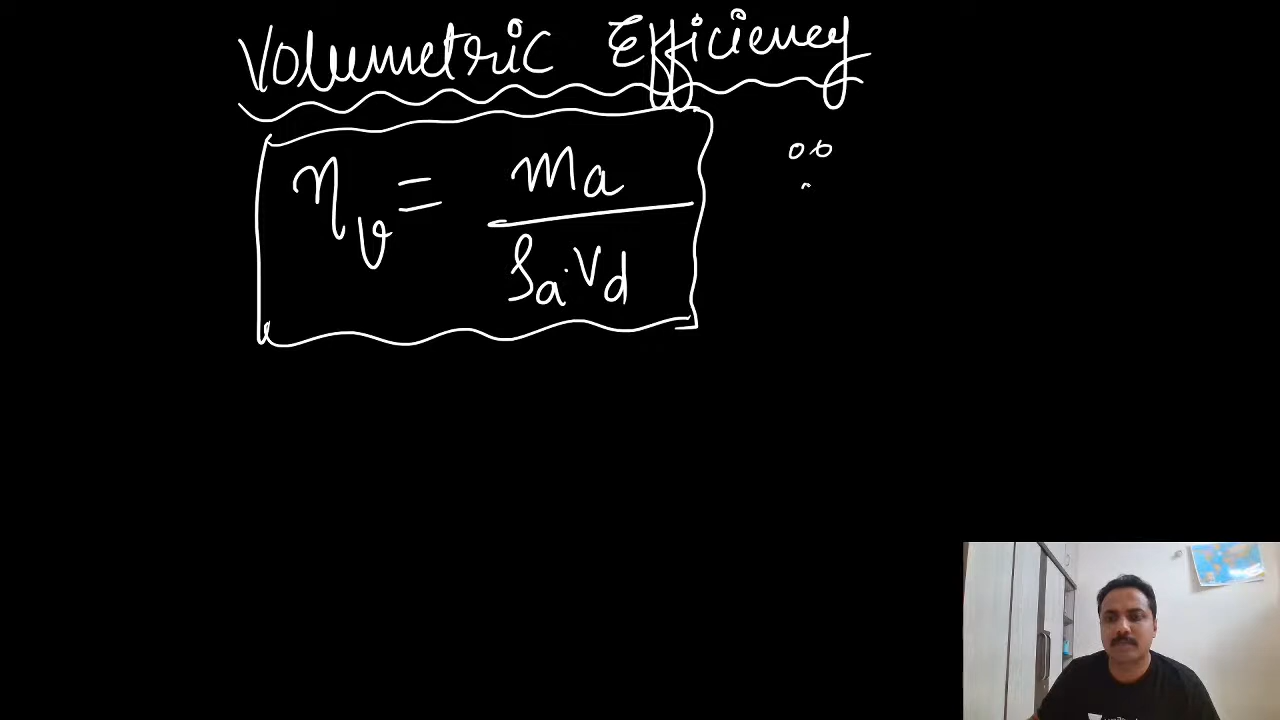 Volumetric Efficiency
ηv = ma / ρa.vd